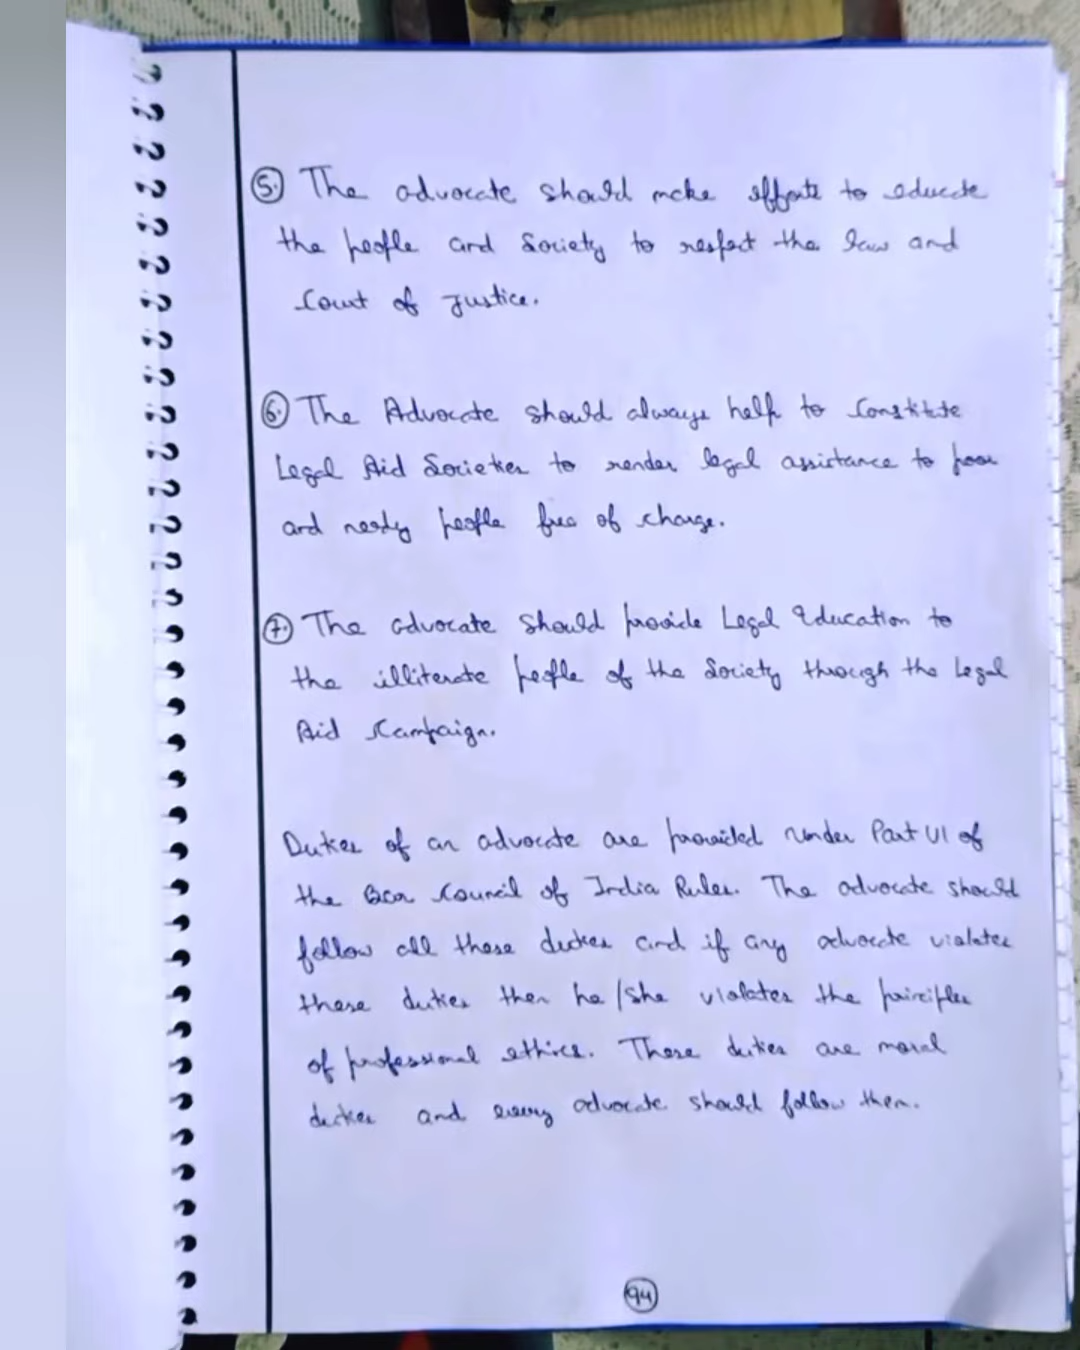 5. The advocate should make efforts to educate
the people and Society to respect the law and
Court of Justice.
6. The Advocate should always help to Constitute
Legal Aid Societies to render legal assistance to poor
and needy people free of charge.
7. The advocate should provide Legal Education to
the illiterate people of the Society through the Legal
Aid Campaign.
Duties of an advocate are provided under Part VI of
the Bar Council of India Rules. The advocate should
follow all these duties and if any advocate violates
these duties then he/she violates the principles
of professional ethics. These duties are moral
duties and every advocate should follow them.
94